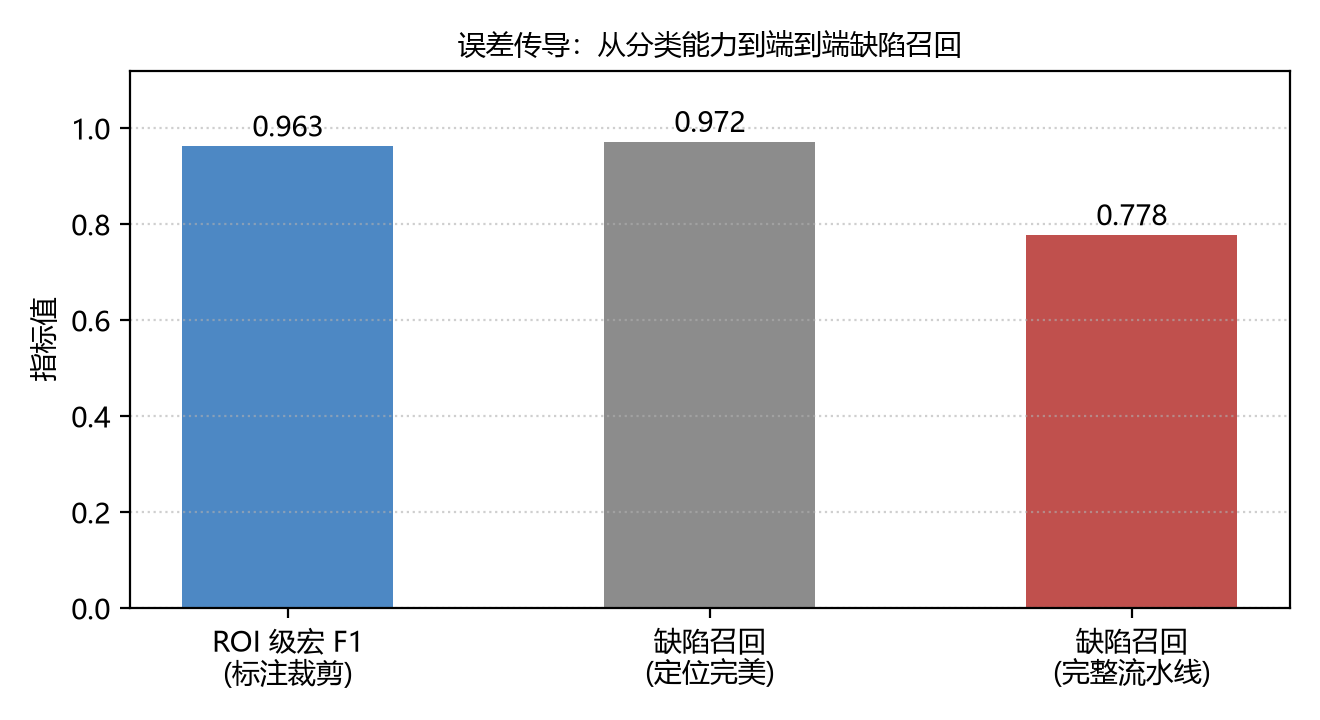 误差传导：从分类能力到端到端缺陷召回
0.963
0.972
0.778
1.0
0.8
0.6
0.4
0.2
0.0
指标值
ROI 级宏 F1
(标注裁剪)
缺陷召回
(定位完美)
缺陷召回
(完整流水线)